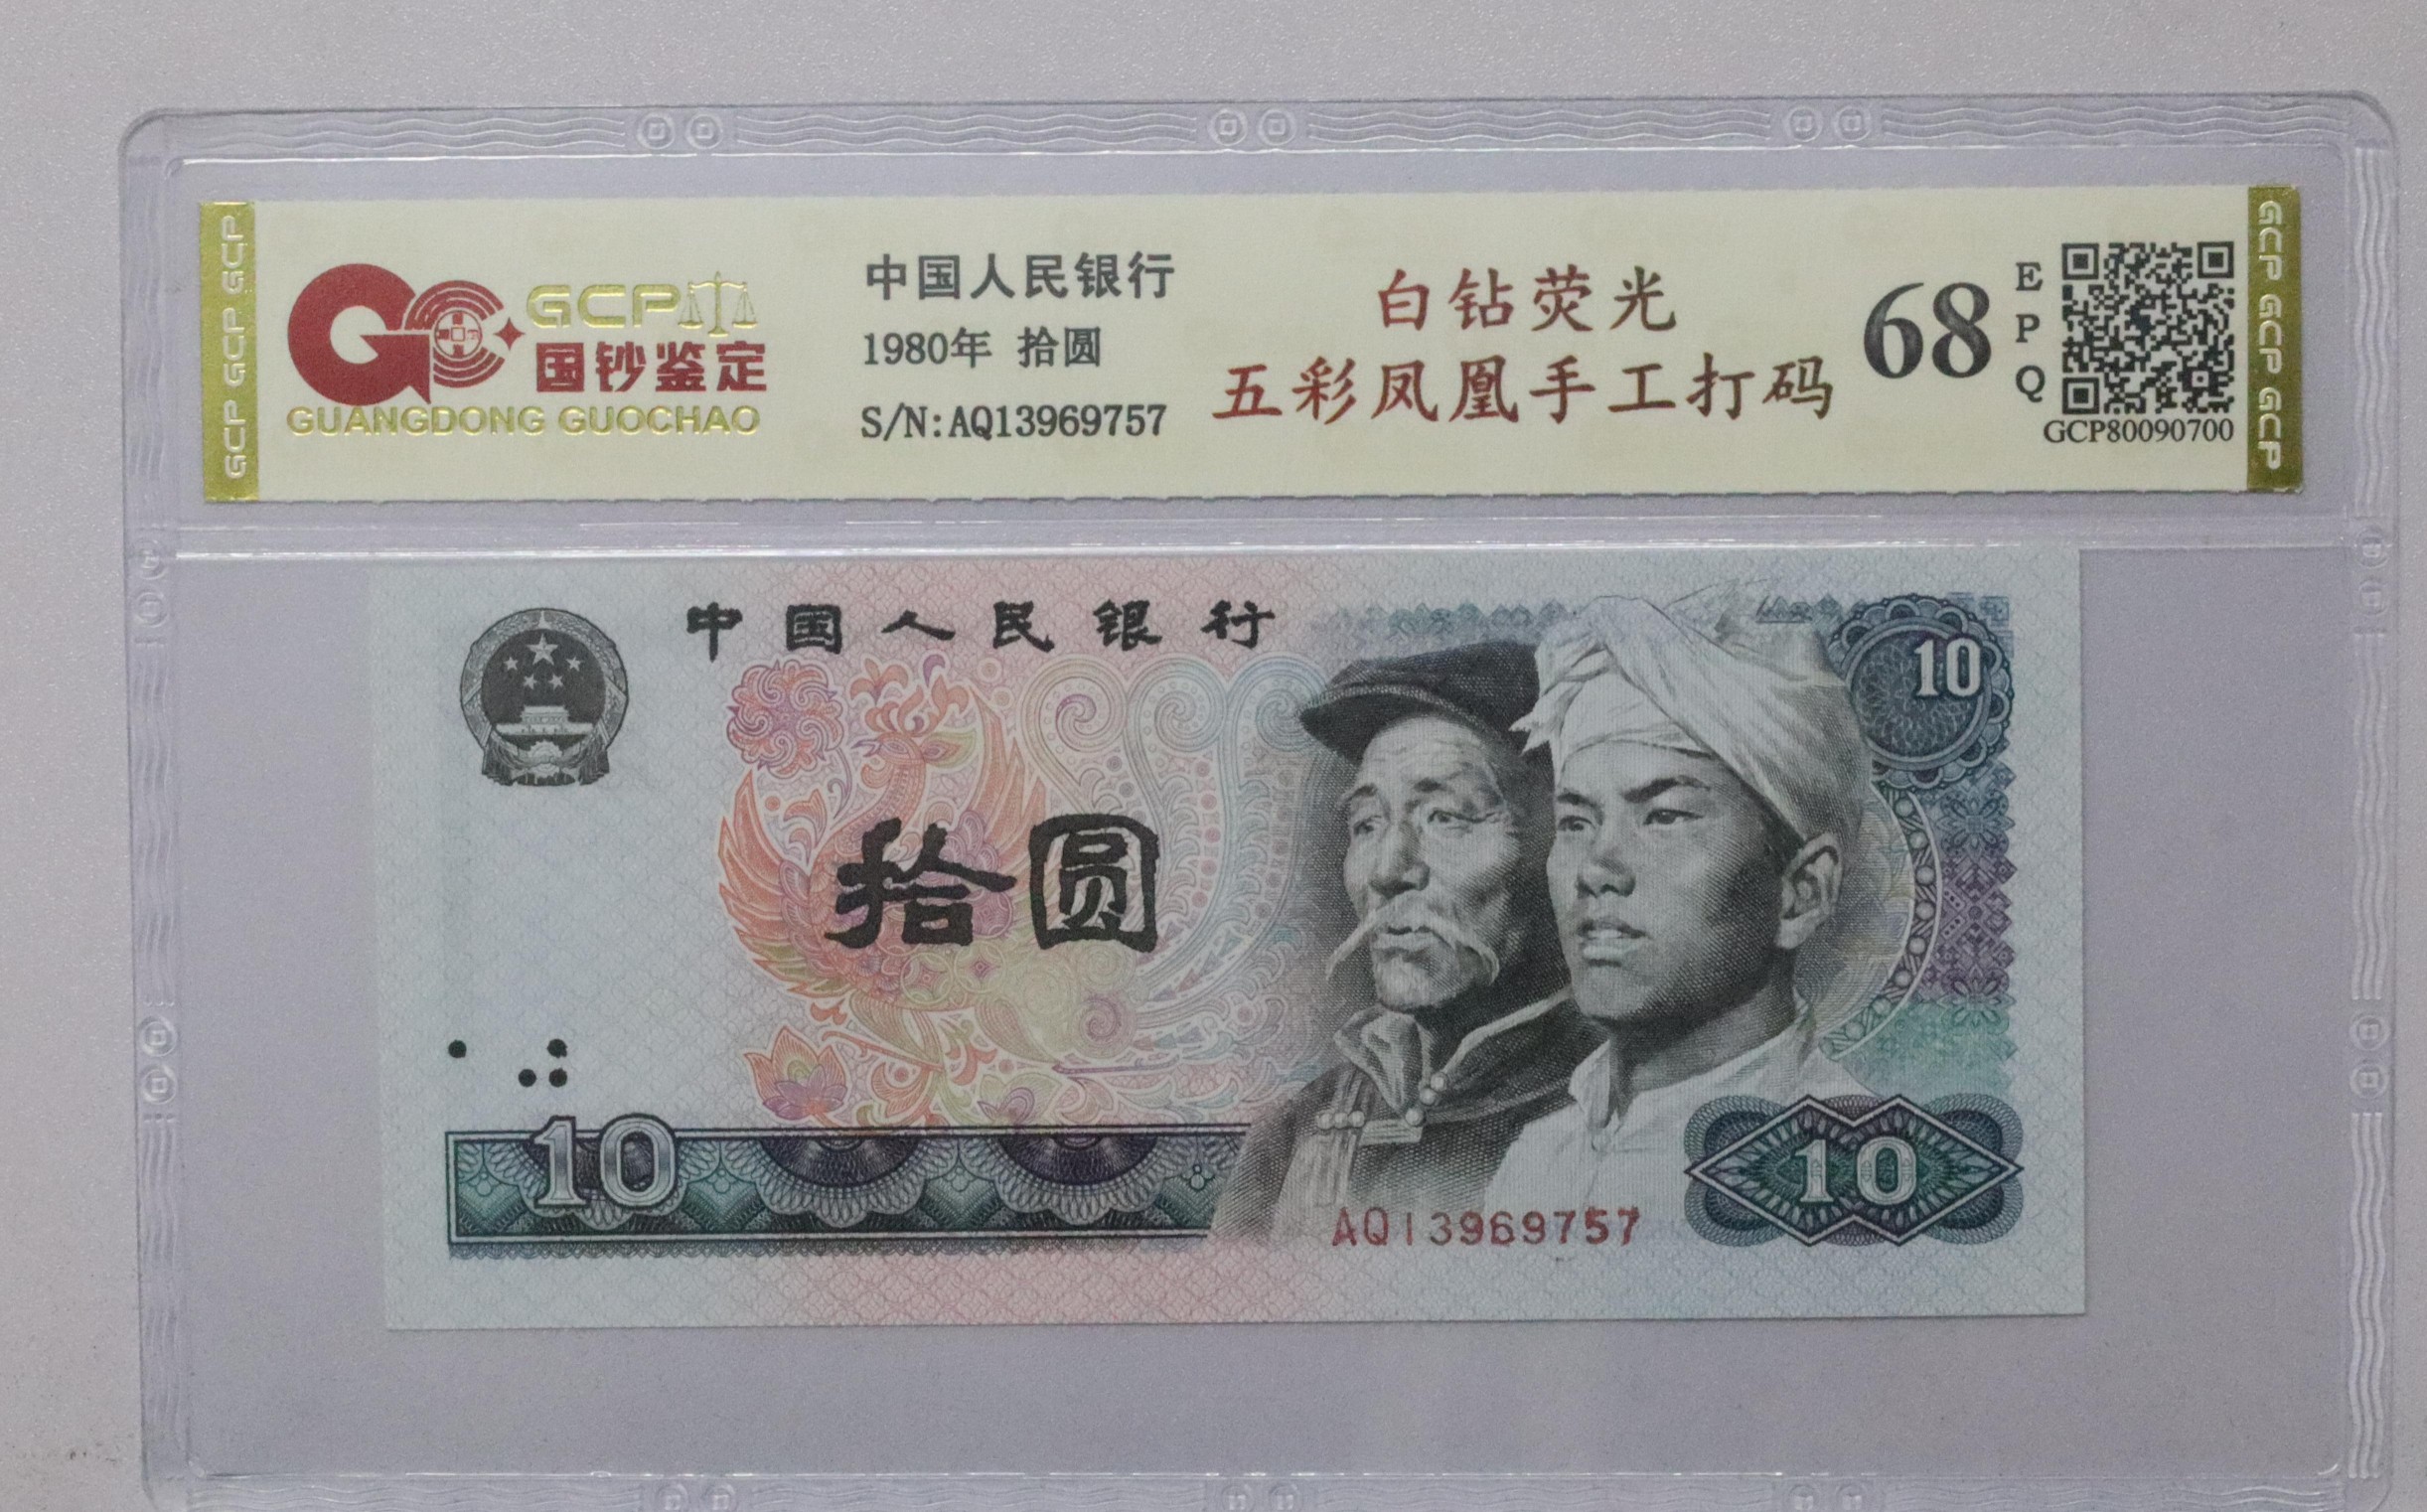 GCP GCP GCP
GCP
国钞鉴定
GUANGDONG GUOCHAO
中国人民银行
1980年 拾圆
S/N:AQ13969757
白钻荧光
五彩凤凰手工打码
68
EPQ
GCP80090700
GCP GCP GCP
中国人民银行
10
拾圆
10
AQ13969757
10